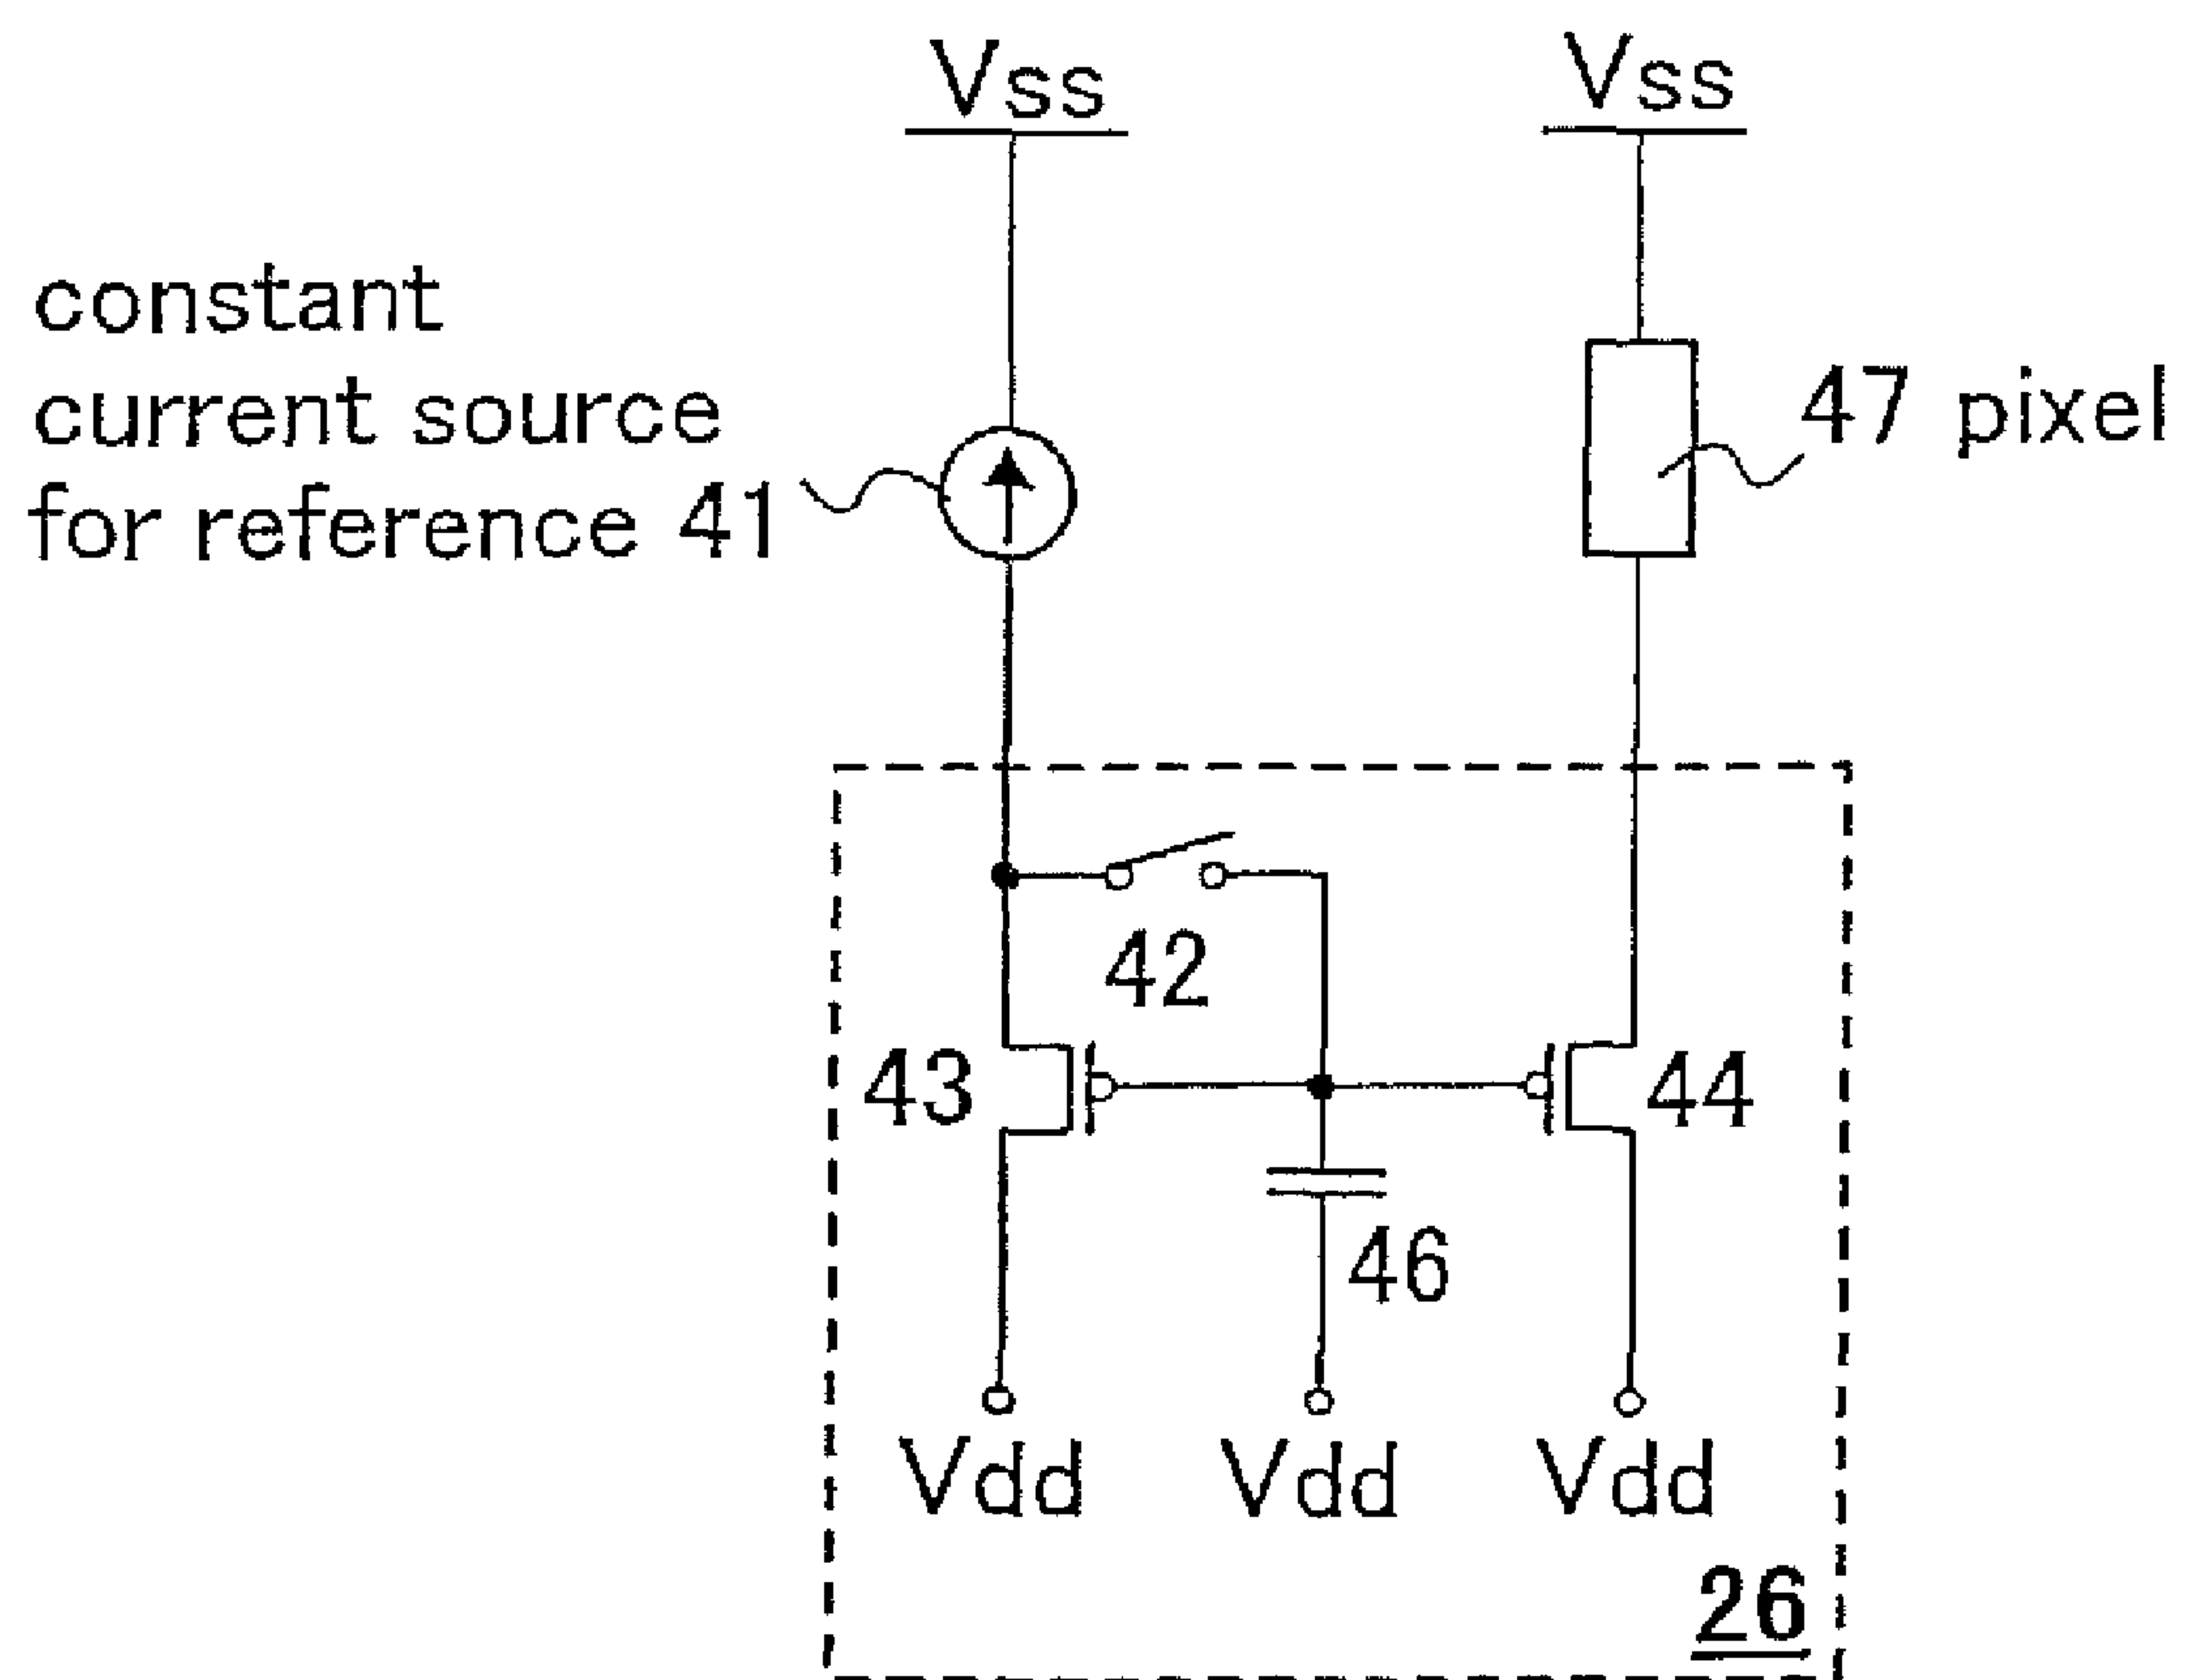 Vss
Vss
constant
current source
for reference 41
47 pixel
42
43
44
46
Vdd
Vdd
Vdd
26